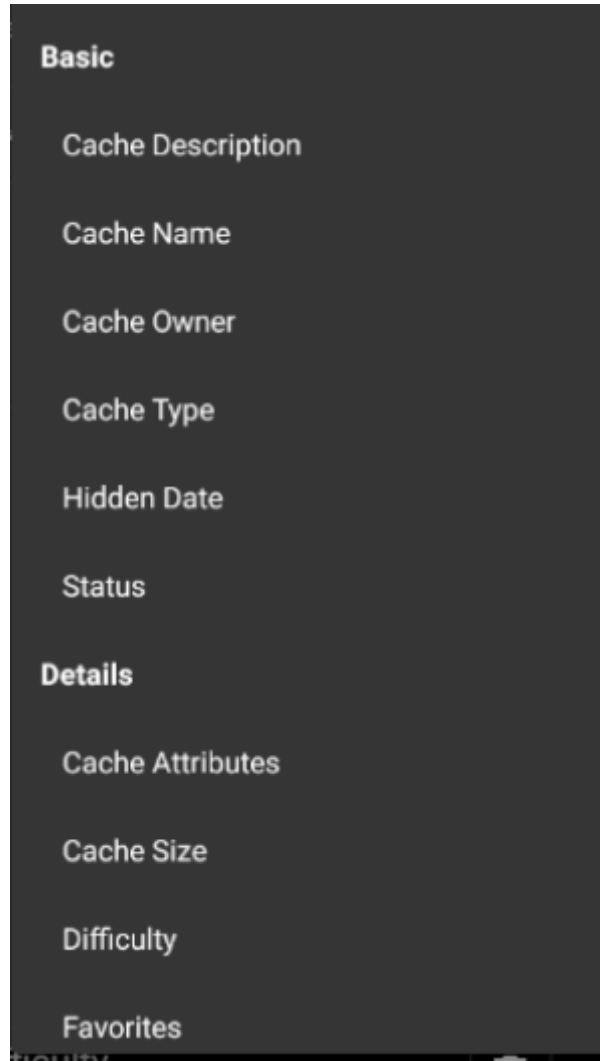 Basic
Cache Description
Cache Name
Cache Owner
Cache Type
Hidden Date
Status
Details
Cache Attributes
Cache Size
Difficulty
Favorites